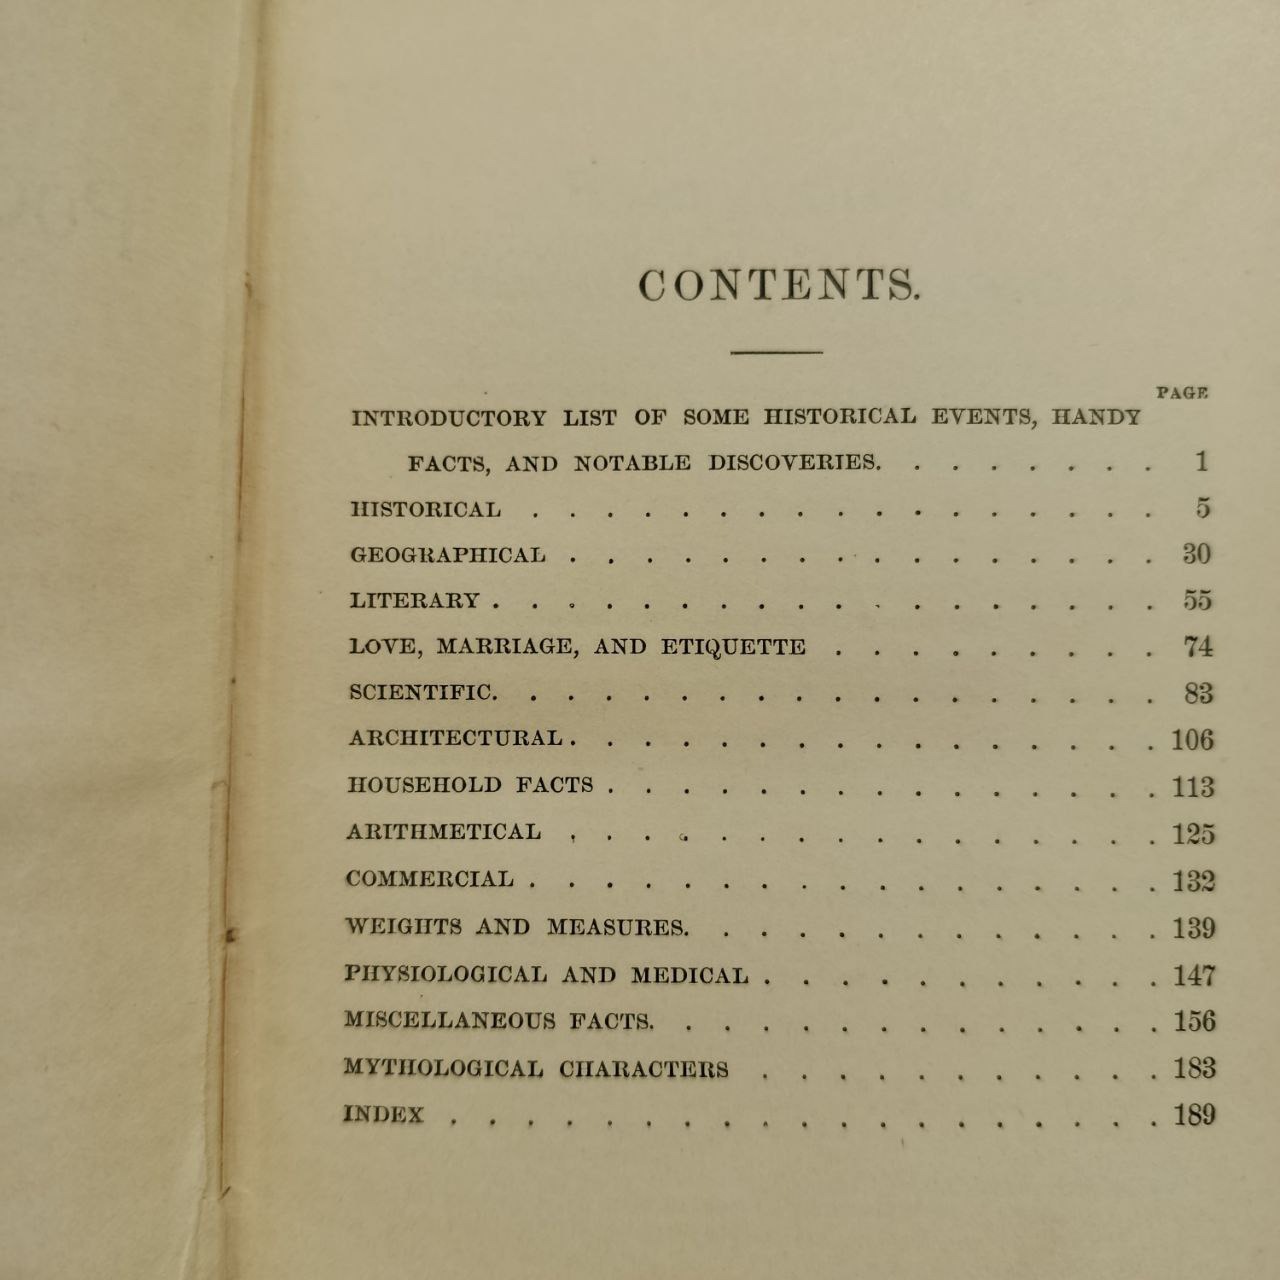 CONTENTS.
PAGE
INTRODUCTORY LIST OF SOME HISTORICAL EVENTS, HANDY
FACTS, AND NOTABLE DISCOVERIES. . . . . . . . 1
HISTORICAL . . . . . . . . . . . . . . . . . 5
GEOGRAPHICAL . . . . . . . . . . . . . . . . 30
LITERARY . . . . . . . . . . . . . . . . . . 55
LOVE, MARRIAGE, AND ETIQUETTE . . . . . . . . . 74
SCIENTIFIC. . . . . . . . . . . . . . . . . . 83
ARCHITECTURAL . . . . . . . . . . . . . . . . 106
HOUSEHOLD FACTS . . . . . . . . . . . . . . . 113
ARITHMETICAL . . . . . . . . . . . . . . . . 125
COMMERCIAL . . . . . . . . . . . . . . . . . 132
WEIGHTS AND MEASURES. . . . . . . . . . . . . 139
PHYSIOLOGICAL AND MEDICAL . . . . . . . . . . . 147
MISCELLANEOUS FACTS. . . . . . . . . . . . . . 156
MYTHOLOGICAL CHARACTERS . . . . . . . . . . . 183
INDEX . . . . . . . . . . . . . . . . . . . 189